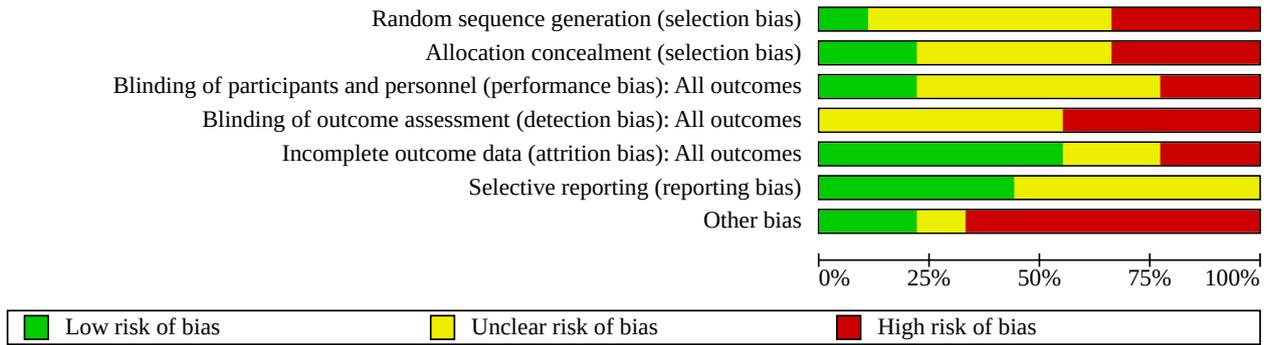 Random sequence generation (selection bias)
Allocation concealment (selection bias)
Blinding of participants and personnel (performance bias): All outcomes
Blinding of outcome assessment (detection bias): All outcomes
Incomplete outcome data (attrition bias): All outcomes
Selective reporting (reporting bias)
Other bias
0% 25% 50% 75% 100%
Low risk of bias Unclear risk of bias High risk of bias